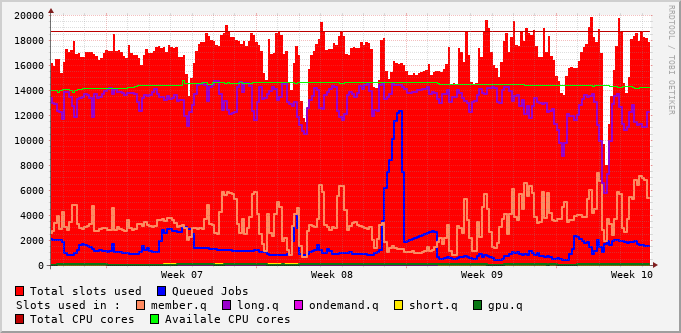 20000
18000
16000
14000
12000
10000
8000
6000
4000
2000
0
Week 07 Week 08 Week 09 Week 10
RRDTOOL / TOBI OETIKER
Total slots used Queued Jobs
Slots used in : member.q long.q ondemand.q short.q gpu.q
Total CPU cores Availale CPU cores